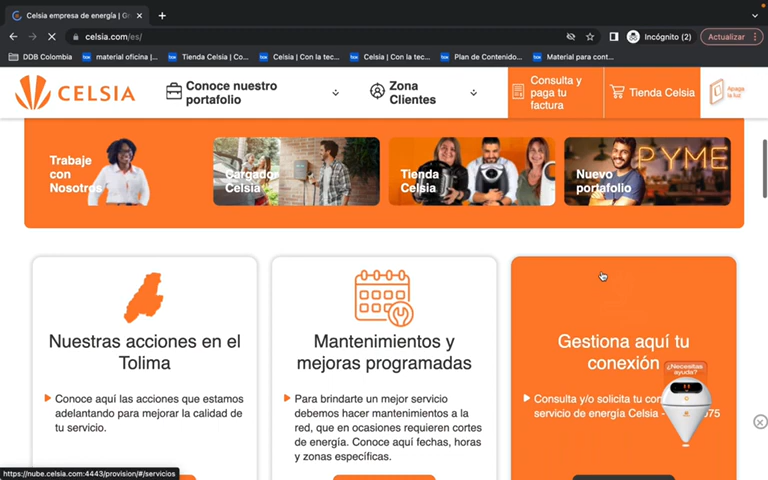 Celsia empresa de energía | Gr
celsia.com/es/
Incógnito (2)
Actualizar
DDB Colombia
material oficina |...
Tienda Celsia | Co...
Celsia | Con la tec...
Celsia | Con la tec...
Plan de Contenido...
Material para cont...
CELSIA
Conoce nuestro
portafolio
Zona
Clientes
Consulta y
paga tu
factura
Tienda Celsia
Apaga
la luz
Trabaje
con
Nosotros
Cargador
Celsia
Tienda
Celsia
Nuevo
portafolio
PYME
Nuestras acciones en el
Tolima
Conoce aquí las acciones que estamos
adelantando para mejorar la calidad de
tu servicio.
Mantenimientos y
mejoras programadas
Para brindarte un mejor servicio
debemos hacer mantenimientos a la
red, que en ocasiones requieren cortes
de energía. Conoce aquí fechas, horas
y zonas específicas.
Gestiona aquí tu
conexión
¿Necesitas
ayuda?
Consulta y/o solicita tu
servicio de energía Celsia -
https://nube.celsia.com:4443/provision/#/servicios